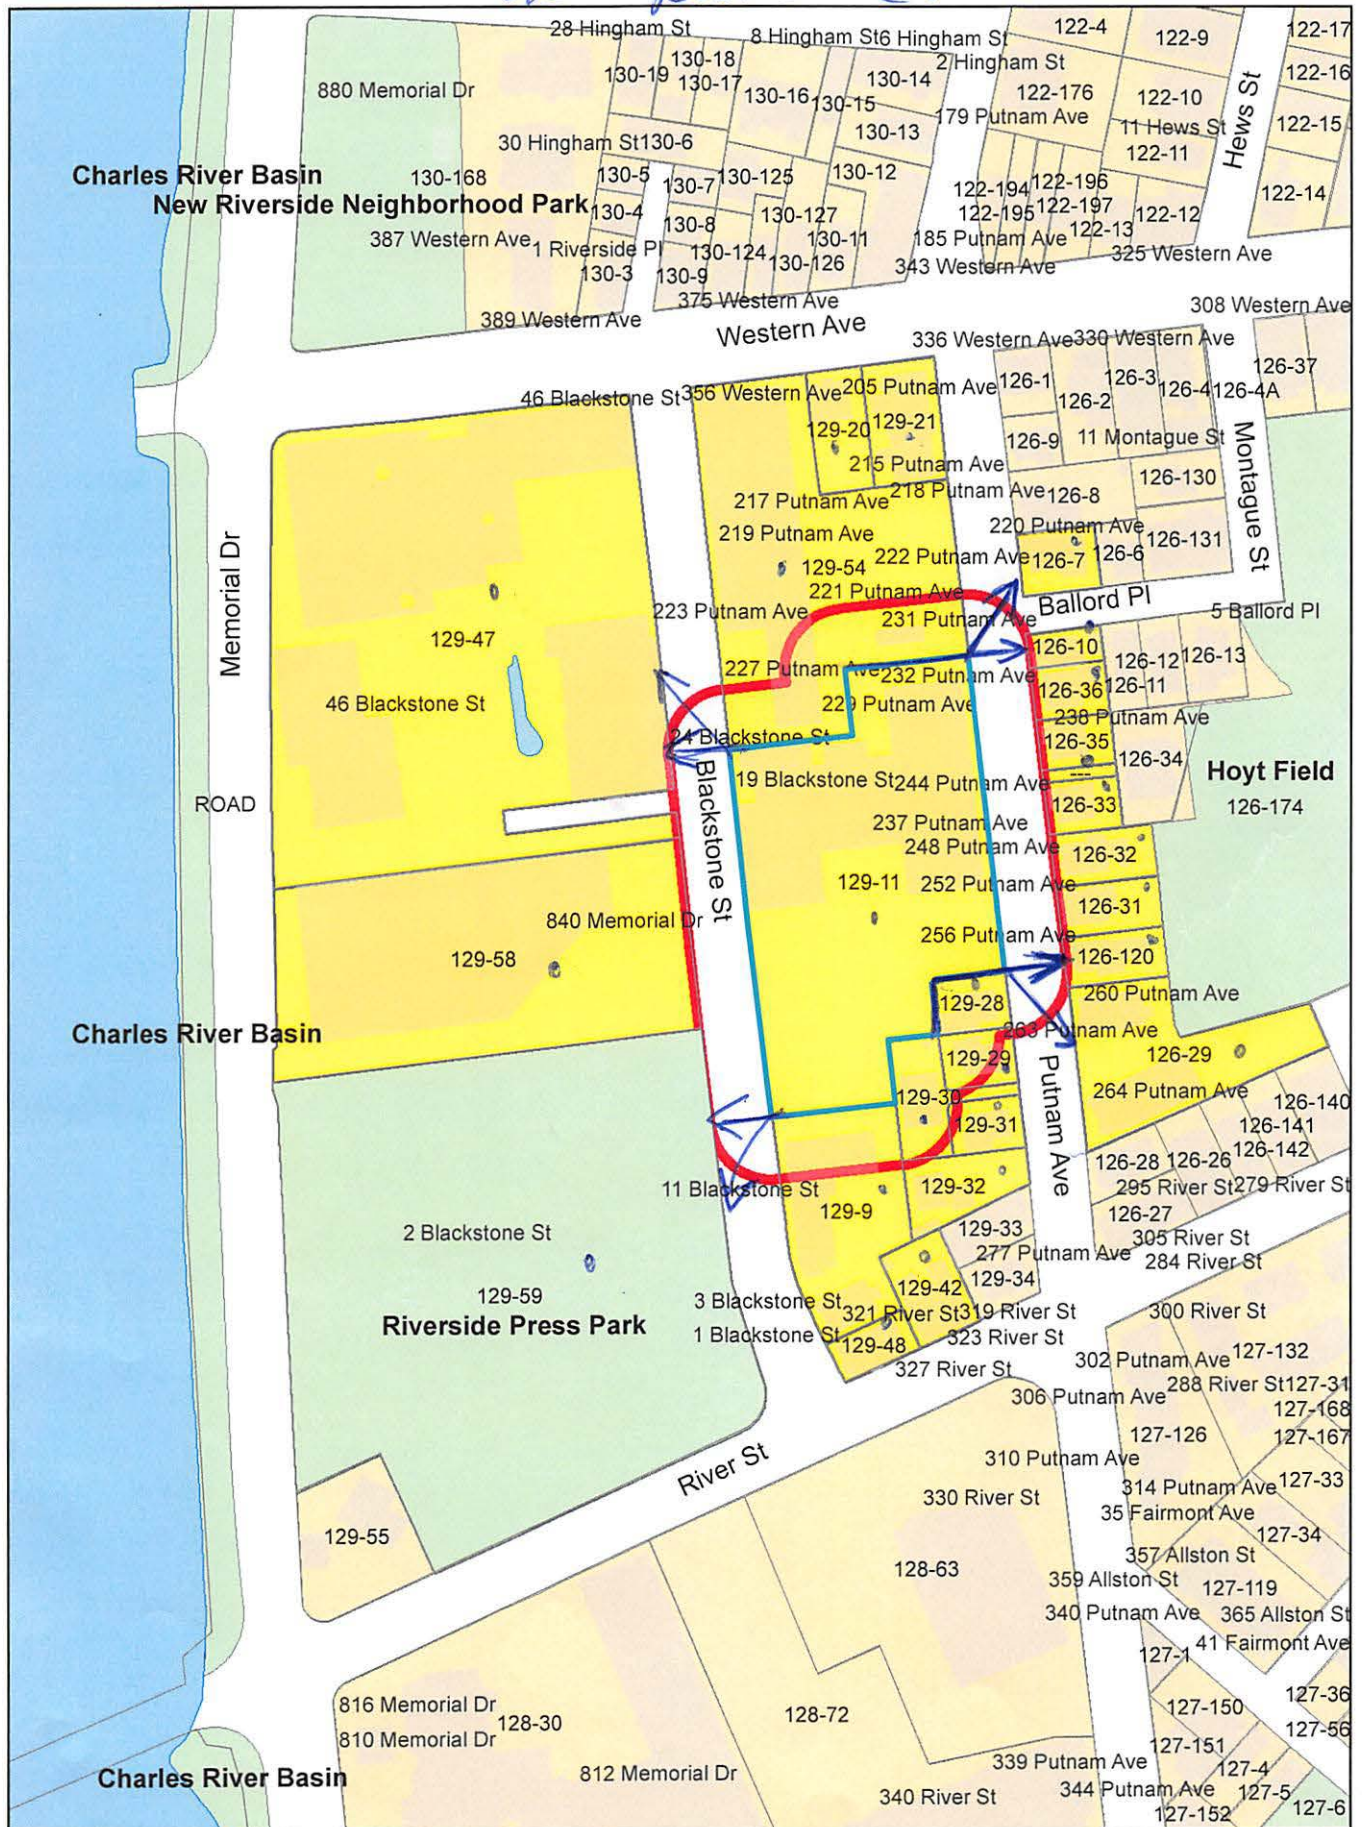 28 Hingham St
8 Hingham St
6 Hingham St
122-4
122-9
122-17
130-18
130-19
130-17
130-14
2 Hingham St
122-16
880 Memorial Dr
130-16
130-15
122-176
122-10
Hews St
130-13
179 Putnam Ave
11 Hews St
122-15
30 Hingham St
130-6
122-11
Charles River Basin
130-168
130-5
130-7
130-125
130-12
122-194
122-196
122-14
New Riverside Neighborhood Park
130-4
130-8
130-127
122-195
122-197
122-12
387 Western Ave
1 Riverside Pl
130-124
130-11
185 Putnam Ave
122-13
325 Western Ave
130-3
130-9
130-126
343 Western Ave
375 Western Ave
308 Western Ave
389 Western Ave
Western Ave
336 Western Ave
330 Western Ave
46 Blackstone St
356 Western Ave
205 Putnam Ave
126-1
126-2
126-3
126-4
126-4A
126-37
129-20
129-21
126-9
11 Montague St
Montague St
215 Putnam Ave
126-130
217 Putnam Ave
218 Putnam Ave
126-8
219 Putnam Ave
220 Putnam Ave
126-131
Memorial Dr
129-54
222 Putnam Ave
126-7
126-6
221 Putnam Ave
Ballord Pl
5 Ballord Pl
223 Putnam Ave
231 Putnam Ave
129-47
126-10
126-12
126-13
227 Putnam Ave
232 Putnam Ave
126-36
126-11
46 Blackstone St
229 Putnam Ave
238 Putnam Ave
24 Blackstone St
126-35
126-34
Blackstone St
19 Blackstone St
244 Putnam Ave
Hoyt Field
ROAD
126-33
126-174
237 Putnam Ave
248 Putnam Ave
126-32
129-11
252 Putnam Ave
126-31
840 Memorial Dr
256 Putnam Ave
129-58
126-120
129-28
260 Putnam Ave
Charles River Basin
263 Putnam Ave
129-29
126-29
Putnam Ave
129-30
264 Putnam Ave
126-140
129-31
126-141
126-28
126-26
126-142
11 Blackstone St
129-32
295 River St
279 River St
129-9
126-27
2 Blackstone St
129-33
305 River St
277 Putnam Ave
284 River St
129-59
129-42
129-34
3 Blackstone St
321 River St
319 River St
300 River St
Riverside Press Park
1 Blackstone St
129-48
323 River St
127-132
327 River St
302 Putnam Ave
288 River St
127-31
306 Putnam Ave
127-168
127-126
127-167
River St
310 Putnam Ave
314 Putnam Ave
127-33
330 River St
35 Fairmont Ave
129-55
127-34
128-63
357 Allston St
359 Allston St
127-119
340 Putnam Ave
365 Allston St
127-1
41 Fairmont Ave
816 Memorial Dr
128-30
128-72
127-150
127-36
810 Memorial Dr
127-151
127-56
Charles River Basin
812 Memorial Dr
339 Putnam Ave
127-4
340 River St
344 Putnam Ave
127-5
127-152
127-6